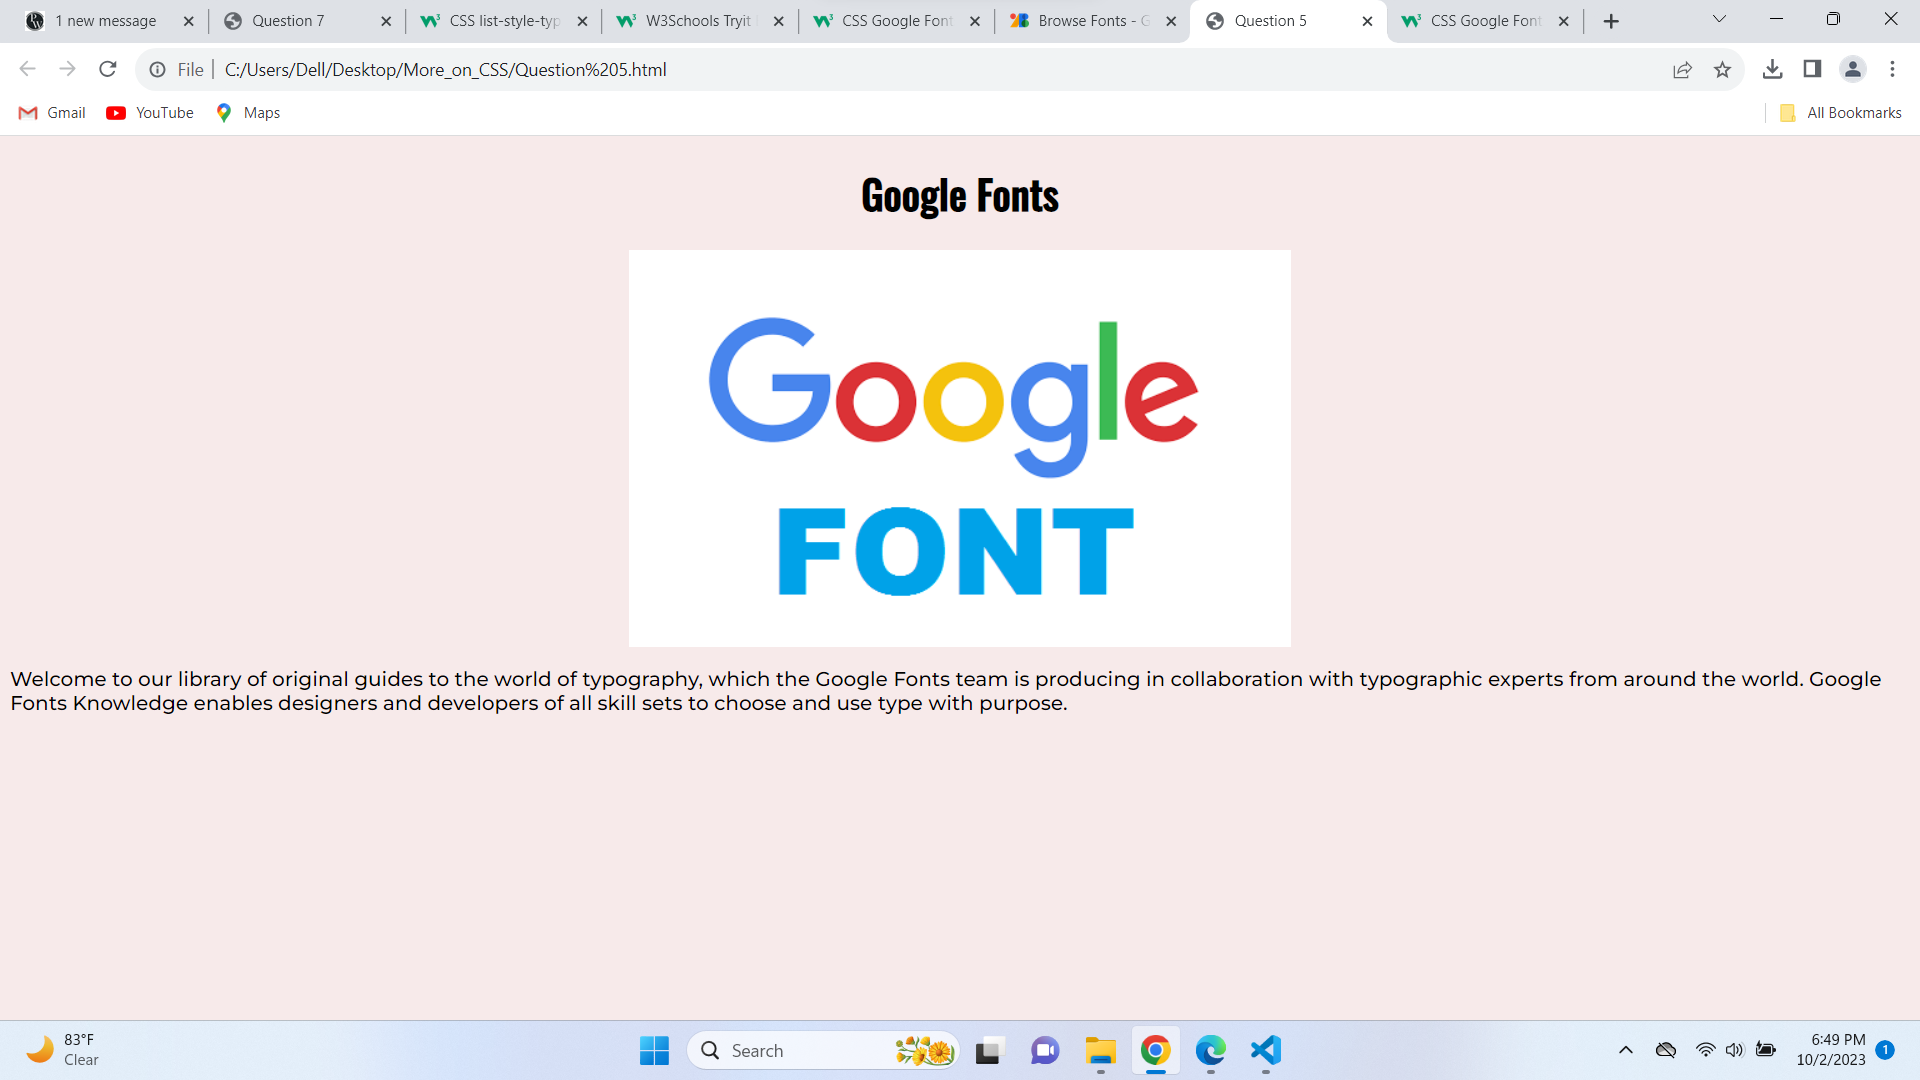 1 new message
Question 7
CSS list-style-typ
W3Schools Tryit
CSS Google Font
Browse Fonts - G
Question 5
CSS Google Font
File
C:/Users/Dell/Desktop/More_on_CSS/Question%205.html
Gmail
YouTube
Maps
All Bookmarks
Google Fonts
Google
FONT
Welcome to our library of original guides to the world of typography, which the Google Fonts team is producing in collaboration with typographic experts from around the world. Google
Fonts Knowledge enables designers and developers of all skill sets to choose and use type with purpose.
83°F
Clear
Search
6:49 PM
10/2/2023
1